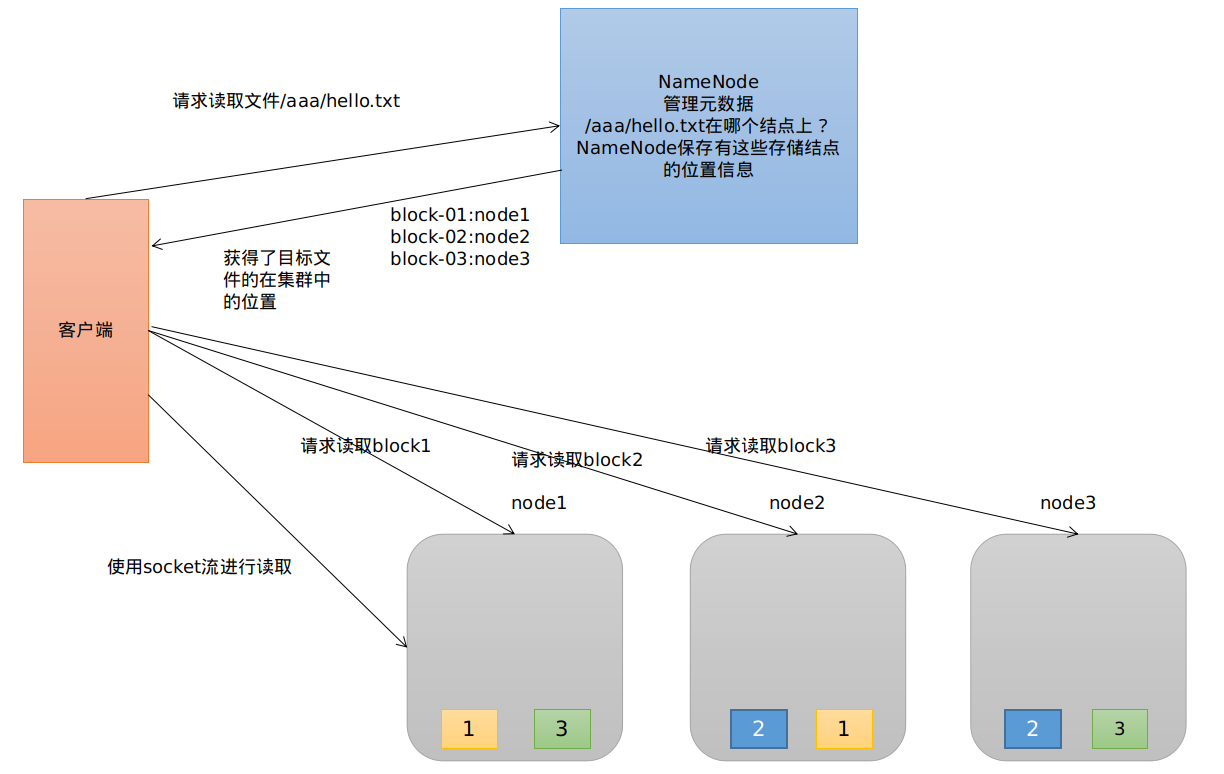 请求读取文件/aaa/hello.txt
NameNode
管理元数据
/aaa/hello.txt在哪个结点上？
NameNode保存有这些存储结点
的位置信息
block-01:node1
block-02:node2
block-03:node3
获得了目标文
件的在集群中
的位置
客户端
请求读取block1
请求读取block2
请求读取block3
node1
node2
node3
使用socket流进行读取
1
3
2
1
2
3